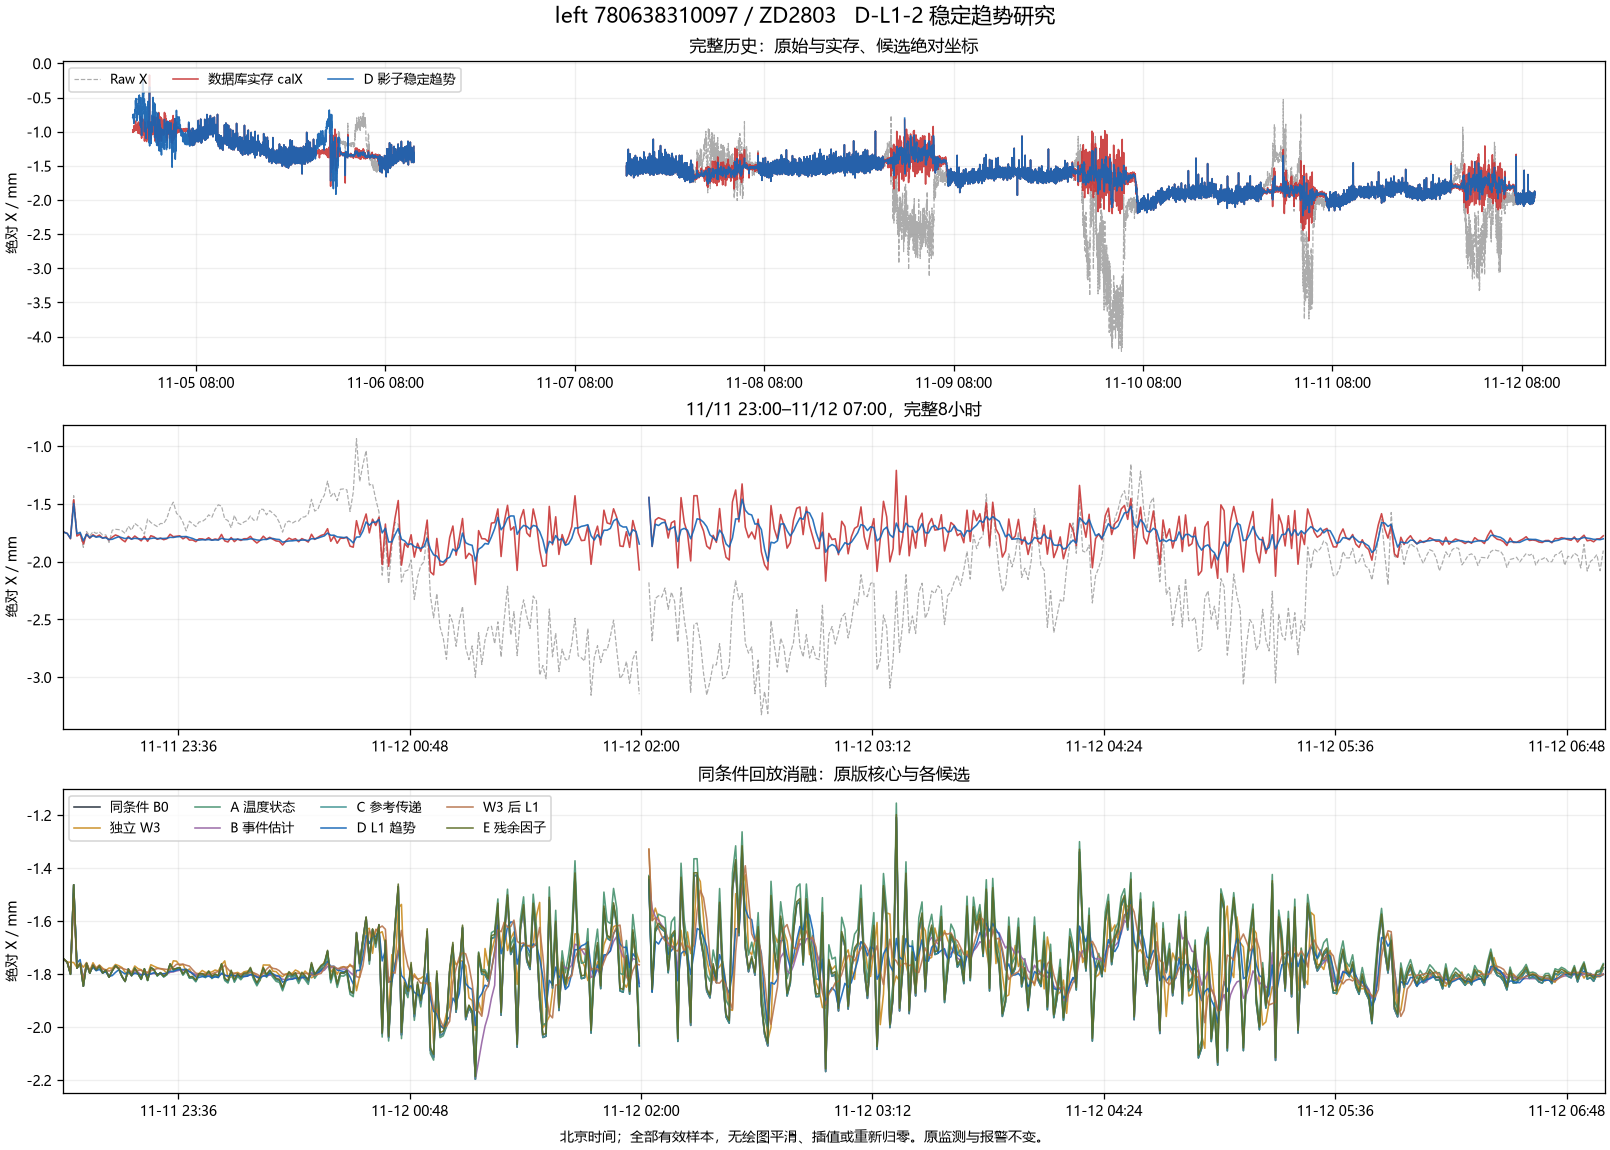 left 780638310097 / ZD2803   D-L1-2 稳定趋势研究
完整历史：原始与实存、候选绝对坐标
Raw X   数据库实存 calX   D 影子稳定趋势
绝对 X / mm
0.0
-0.5
-1.0
-1.5
-2.0
-2.5
-3.0
-3.5
-4.0
11-05 08:00   11-06 08:00   11-07 08:00   11-08 08:00   11-09 08:00   11-10 08:00   11-11 08:00   11-12 08:00
11/11 23:00–11/12 07:00，完整8小时
绝对 X / mm
-1.0
-1.5
-2.0
-2.5
-3.0
11-11 23:36   11-12 00:48   11-12 02:00   11-12 03:12   11-12 04:24   11-12 05:36   11-12 06:48
同条件回放消融：原版核心与各候选
同条件 B0   A 温度状态   C 参考传递   W3 后 L1
独立 W3   B 事件估计   D L1 趋势   E 残余因子
绝对 X / mm
-1.2
-1.4
-1.6
-1.8
-2.0
-2.2
11-11 23:36   11-12 00:48   11-12 02:00   11-12 03:12   11-12 04:24   11-12 05:36   11-12 06:48
北京时间；全部有效样本，无绘图平滑、插值或重新归零。原监测与报警不变。